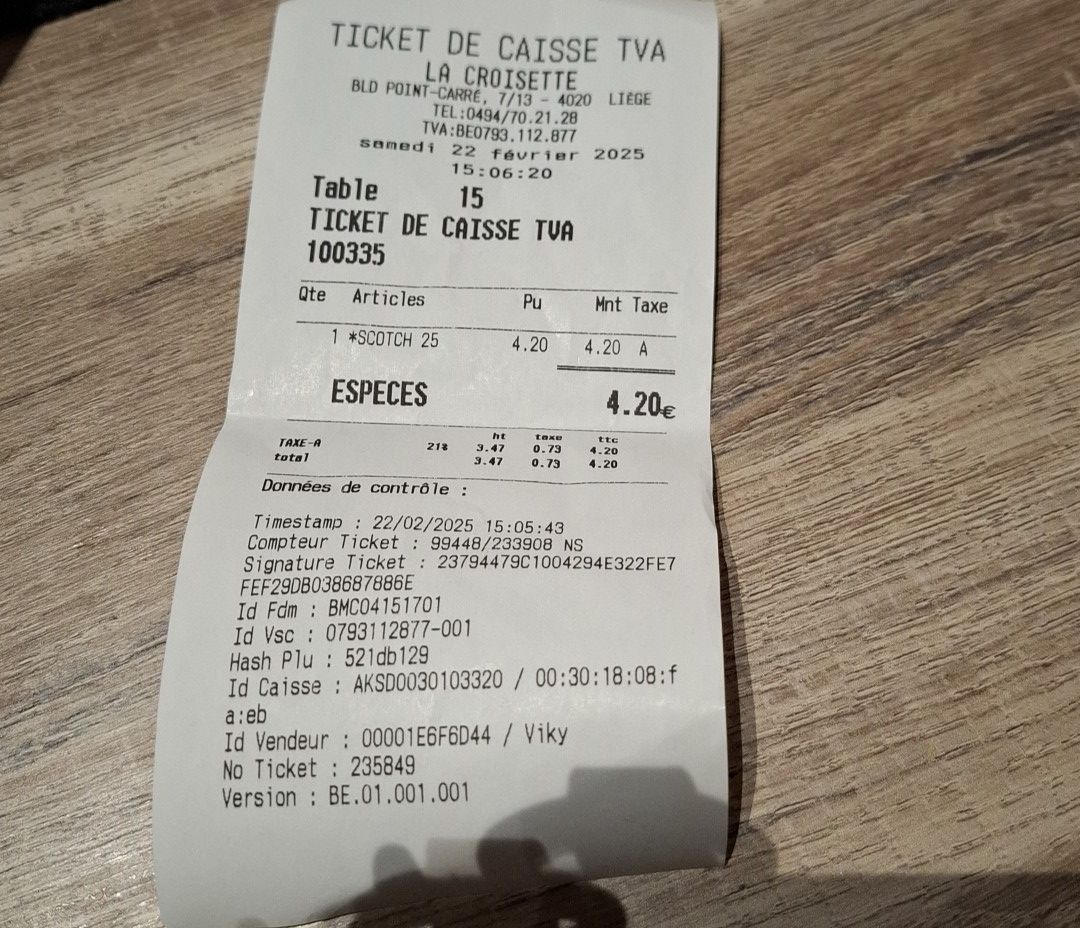 TICKET DE CAISSE TVA
LA CROISETTE
BLD POINT-CARRÉ, 7/13 - 4020 LIÈGE
TEL:0494/70.21.28
TVA:BE0793.112.877
samedi 22 février 2025
15:06:20
Table 15
TICKET DE CAISSE TVA
100335
Qte Articles Pu Mnt Taxe
1 *SCOTCH 25 4.20 4.20 A
ESPECES 4.20€
ht taxe ttc
TAXE-A 21% 3.47 0.73 4.20
total 3.47 0.73 4.20
Données de contrôle :
Timestamp : 22/02/2025 15:05:43
Compteur Ticket : 99448/233908 NS
Signature Ticket : 23794479C1004294E322FE7
FEF29DB038687886E
Id Fdm : BMC04151701
Id Vsc : 0793112877-001
Hash Plu : 521db129
Id Caisse : AKSD0030103320 / 00:30:18:08:f
a:eb
Id Vendeur : 00001E6F6D44 / Viky
No Ticket : 235849
Version : BE.01.001.001